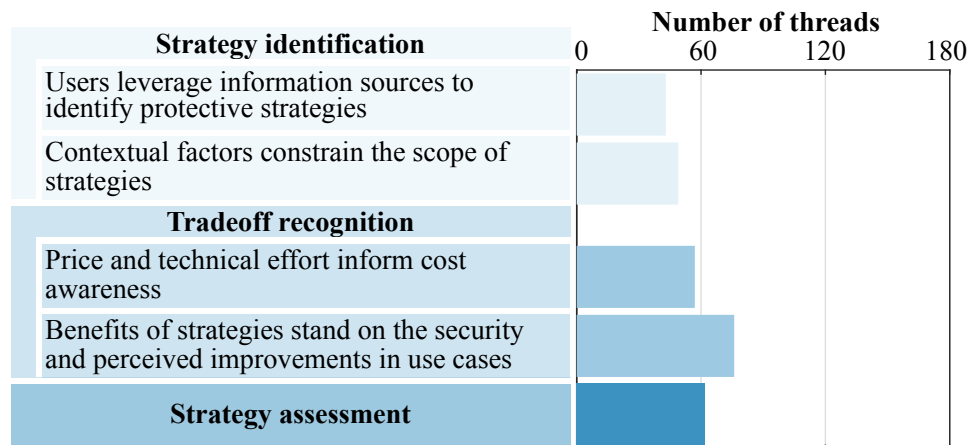 Number of threads
0 60 120 180
Strategy identification
Users leverage information sources to
identify protective strategies
Contextual factors constrain the scope of
strategies
Tradeoff recognition
Price and technical effort inform cost
awareness
Benefits of strategies stand on the security
and perceived improvements in use cases
Strategy assessment